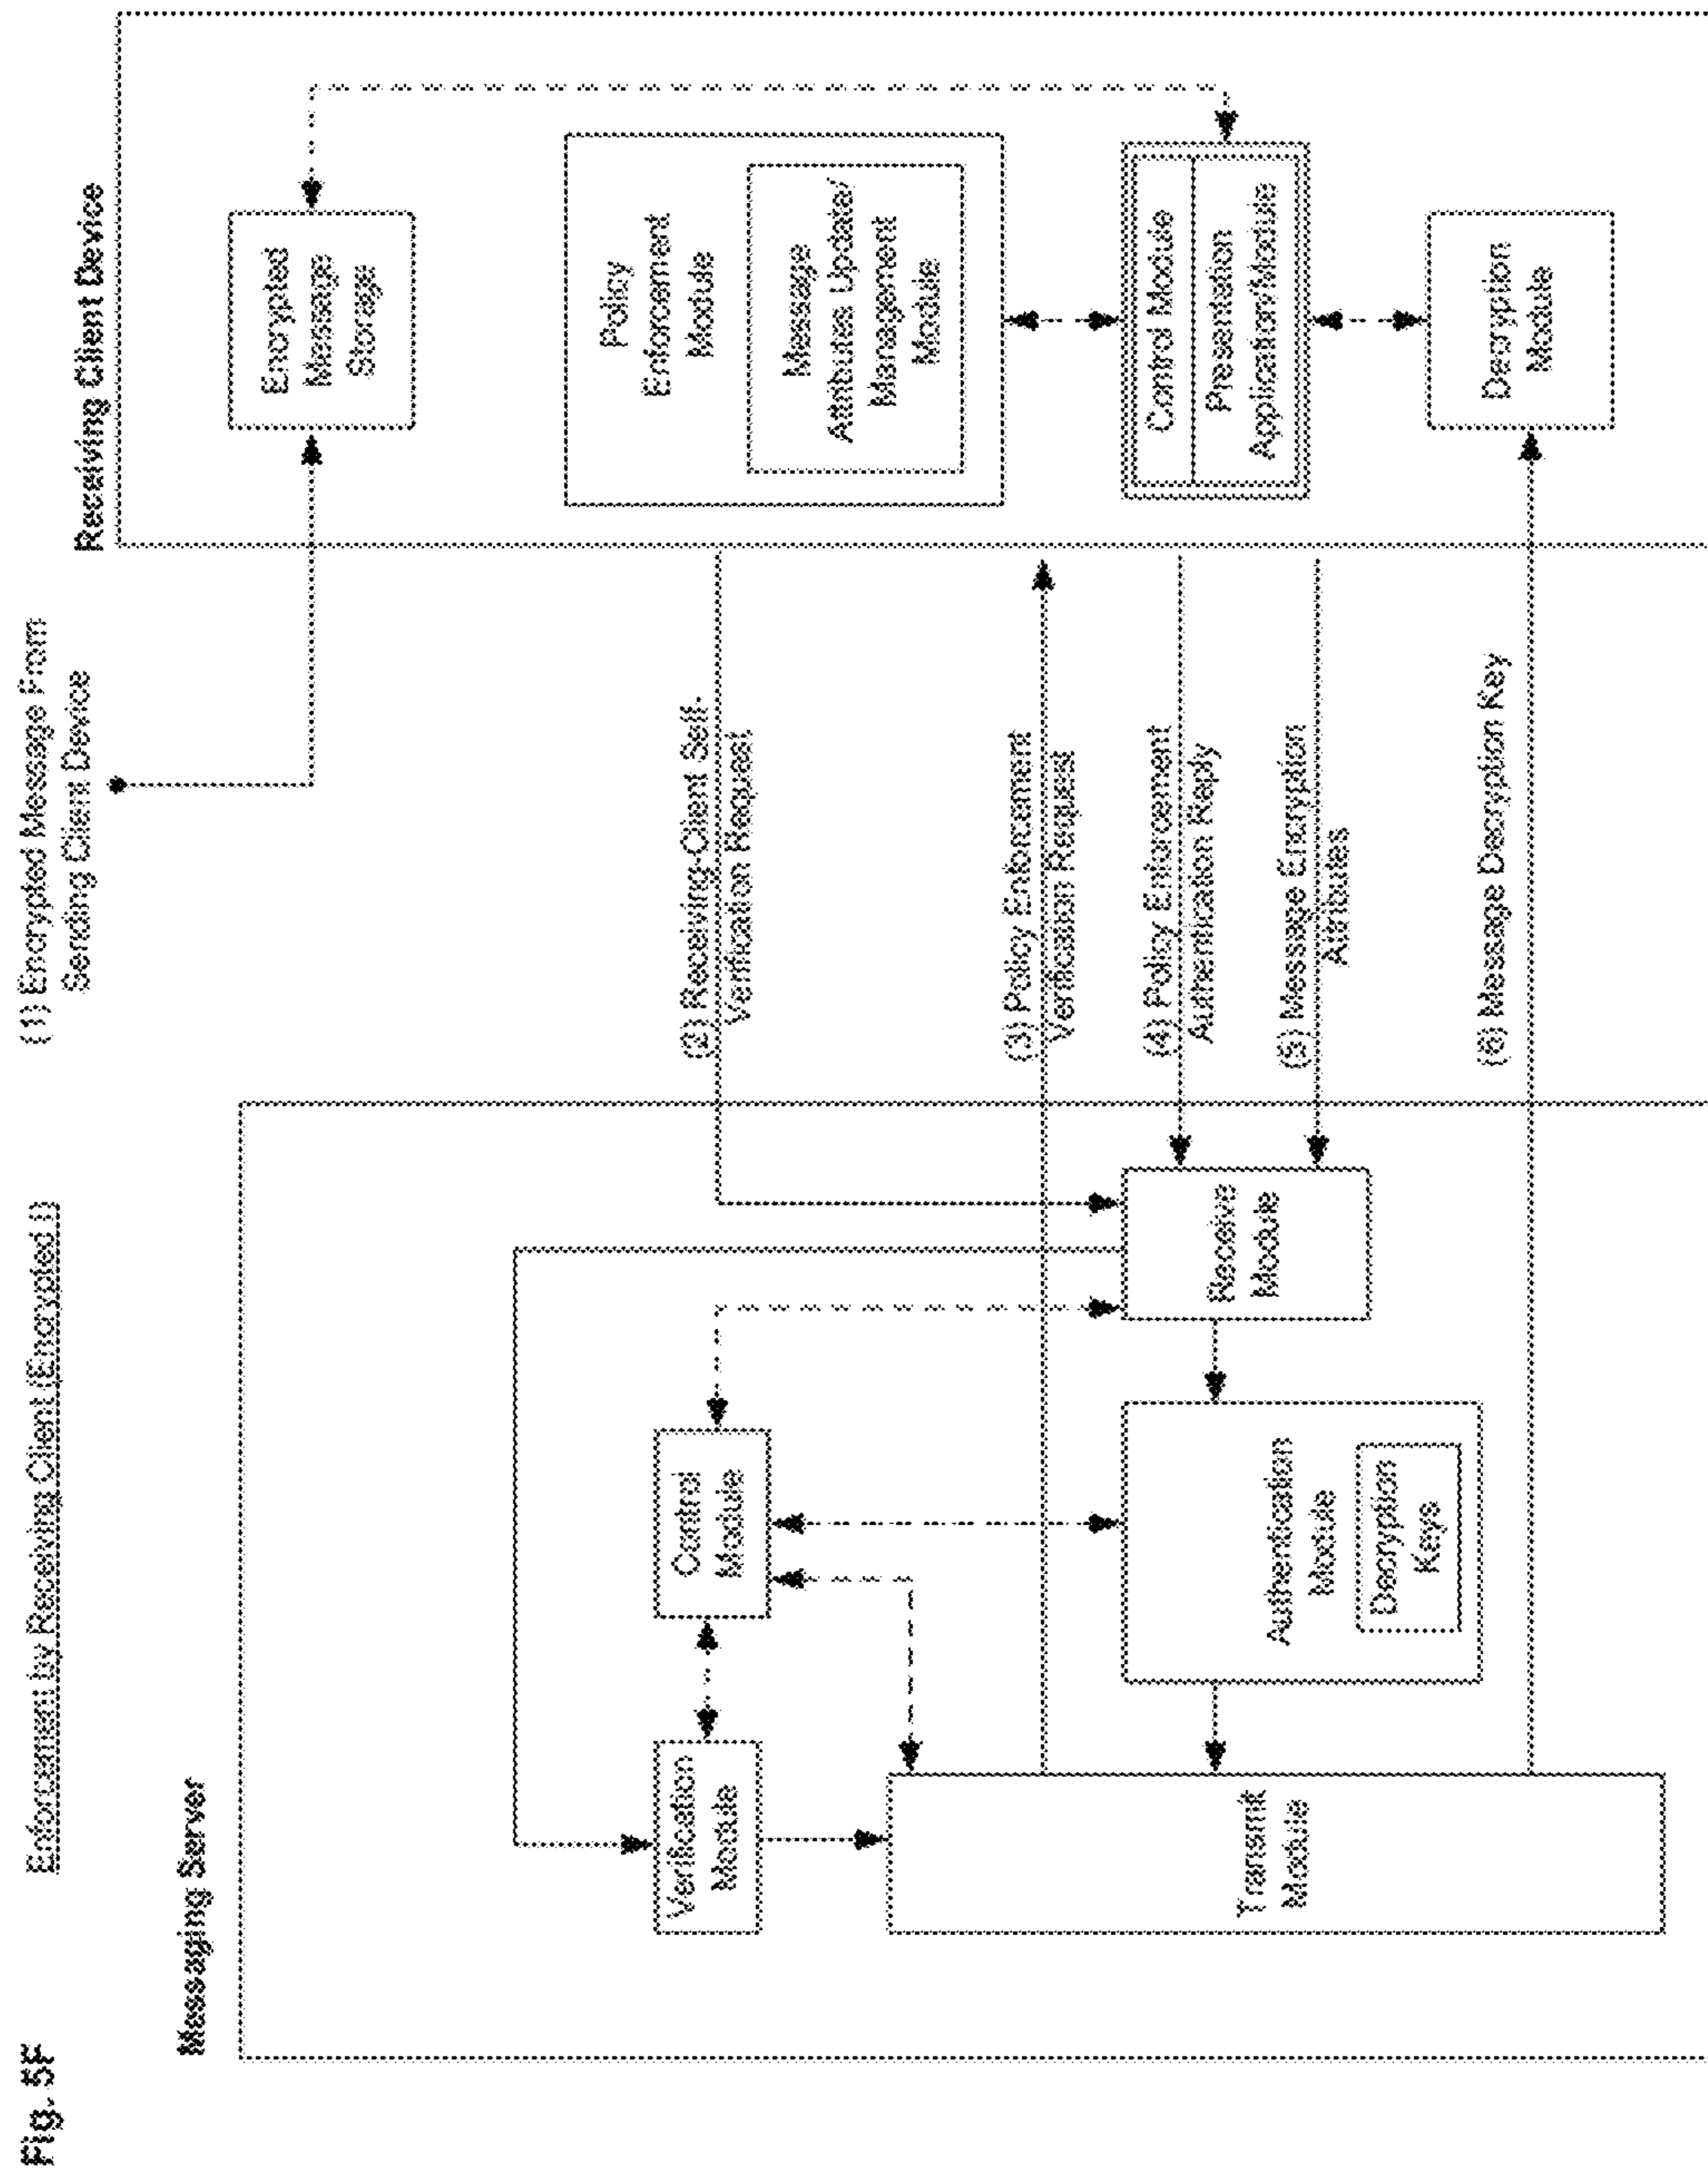 Fig. 5F
Enforcement by Receiving Client (Encrypted I)
(1) Encrypted Message From
Sending Client Device
Messaging Server
Receiving Client Device
Encrypted
Message
Storage
Verification
Module
Control
Module
(2) Receiving-Client Self-
Verification Request
Policy
Enforcement
Module
Message
Attributes Update/
Management
Module
(3) Policy Enforcement
Verification Request
(4) Policy Enforcement
Authentication Reply
(5) Message Encryption
Attributes
Control Module
Presentation
Application/Module
Transmit
Module
Authentication
Module
Decryption
Keys
Receive
Module
(6) Message Decryption Key
Decryption
Module